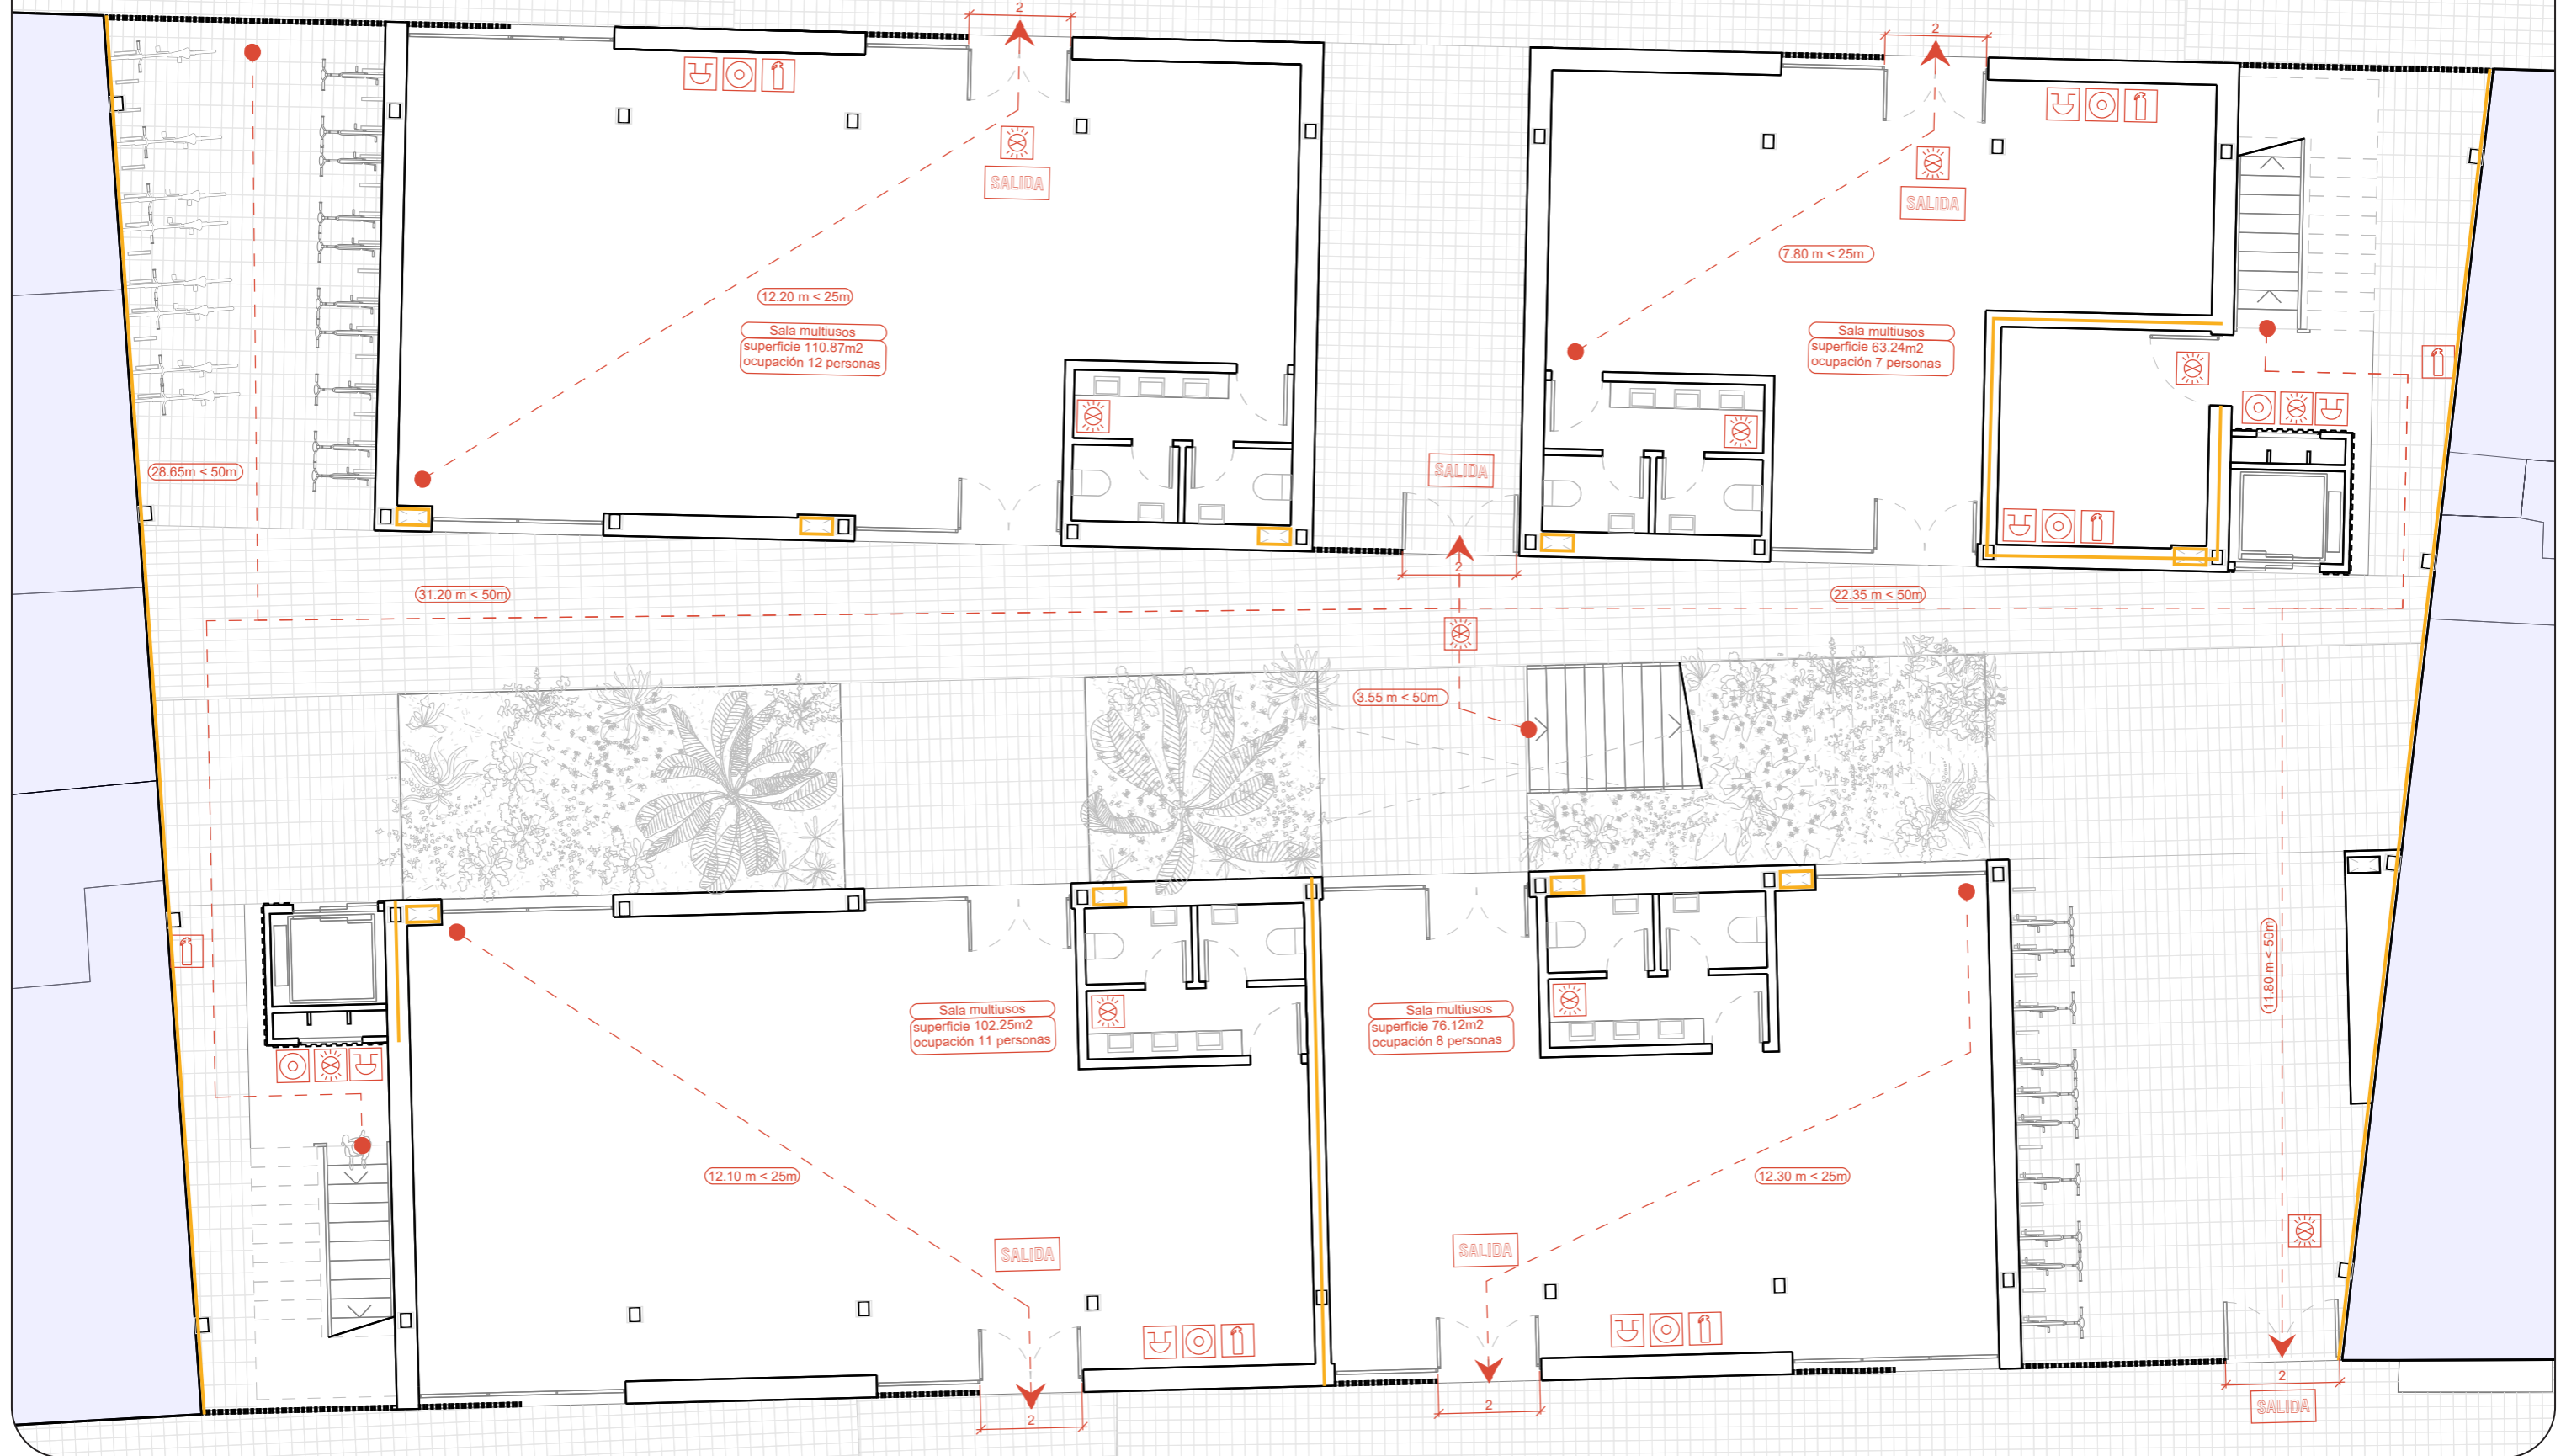 2
2
SALIDA
SALIDA
7.80 m < 25m
12.20 m < 25m
Sala multiusos
superficie 110.87m2
ocupación 12 personas
Sala multiusos
superficie 63.24m2
ocupación 7 personas
28.65m < 50m
SALIDA
2
31.20 m < 50m
22.35 m < 50m
3.55 m < 50m
11.80 m < 50m
Sala multiusos
superficie 102.25m2
ocupación 11 personas
Sala multiusos
superficie 76.12m2
ocupación 8 personas
12.10 m < 25m
12.30 m < 25m
SALIDA
SALIDA
2
2
2
SALIDA